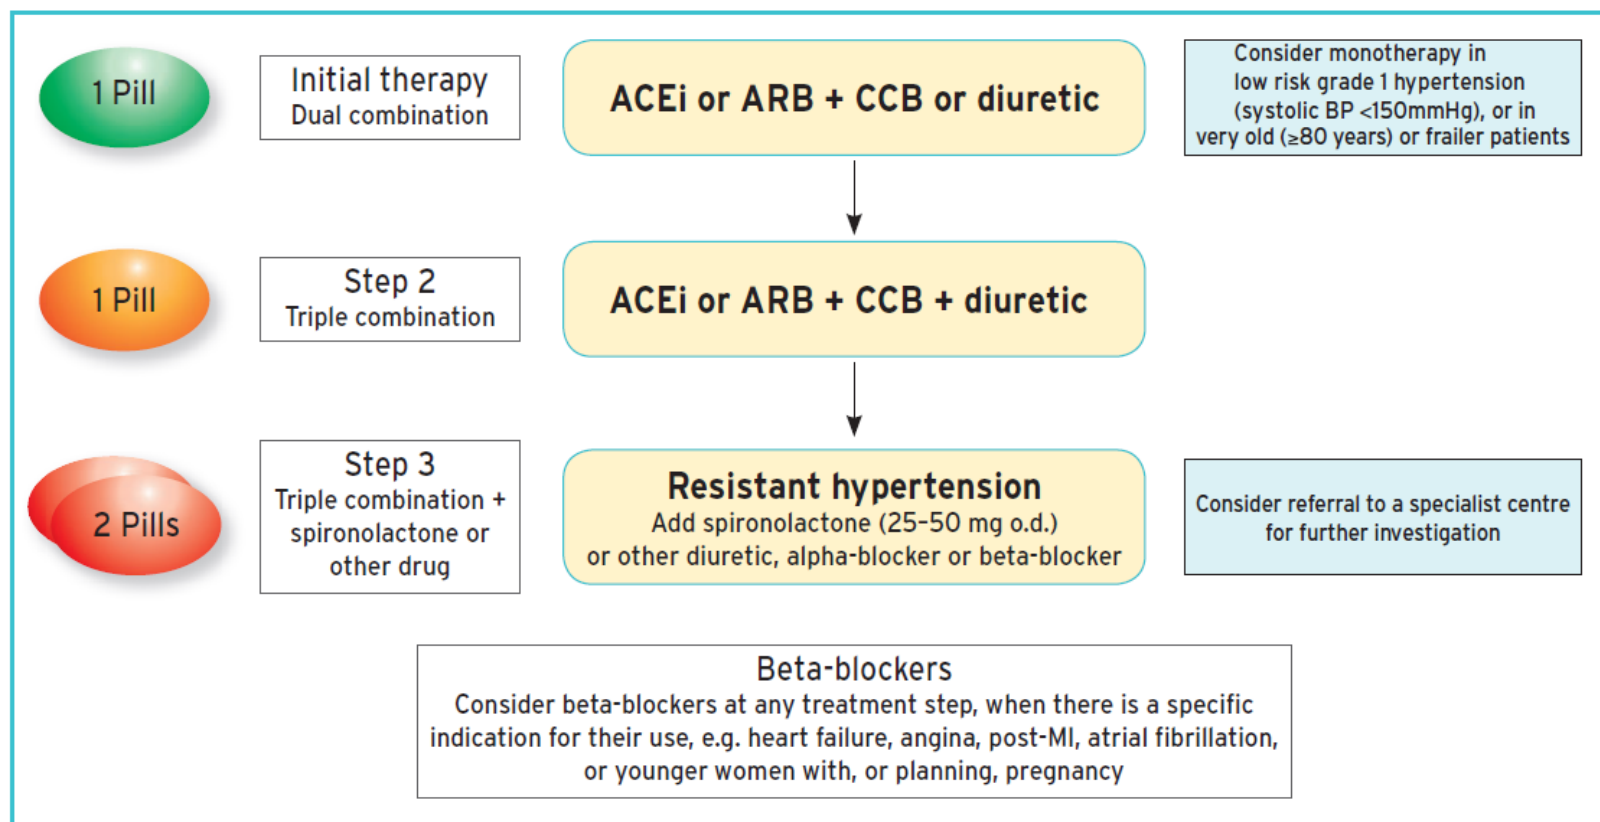 1 Pill
Initial therapy
Dual combination
ACEi or ARB + CCB or diuretic
Consider monotherapy in
low risk grade 1 hypertension
(systolic BP <150mmHg), or in
very old (≥80 years) or frailer patients
1 Pill
Step 2
Triple combination
ACEi or ARB + CCB + diuretic
2 Pills
Step 3
Triple combination +
spironolactone or
other drug
Resistant hypertension
Add spironolactone (25–50 mg o.d.)
or other diuretic, alpha-blocker or beta-blocker
Consider referral to a specialist centre
for further investigation
Beta-blockers
Consider beta-blockers at any treatment step, when there is a specific
indication for their use, e.g. heart failure, angina, post-MI, atrial fibrillation,
or younger women with, or planning, pregnancy